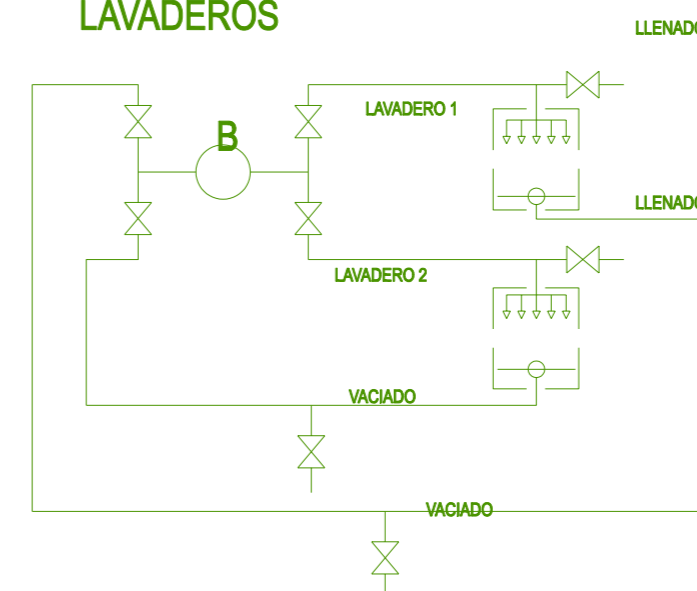 LAVADEROS
LLENADO
B
LAVADERO 1
LLENADO
LAVADERO 2
VACIADO
VACIADO